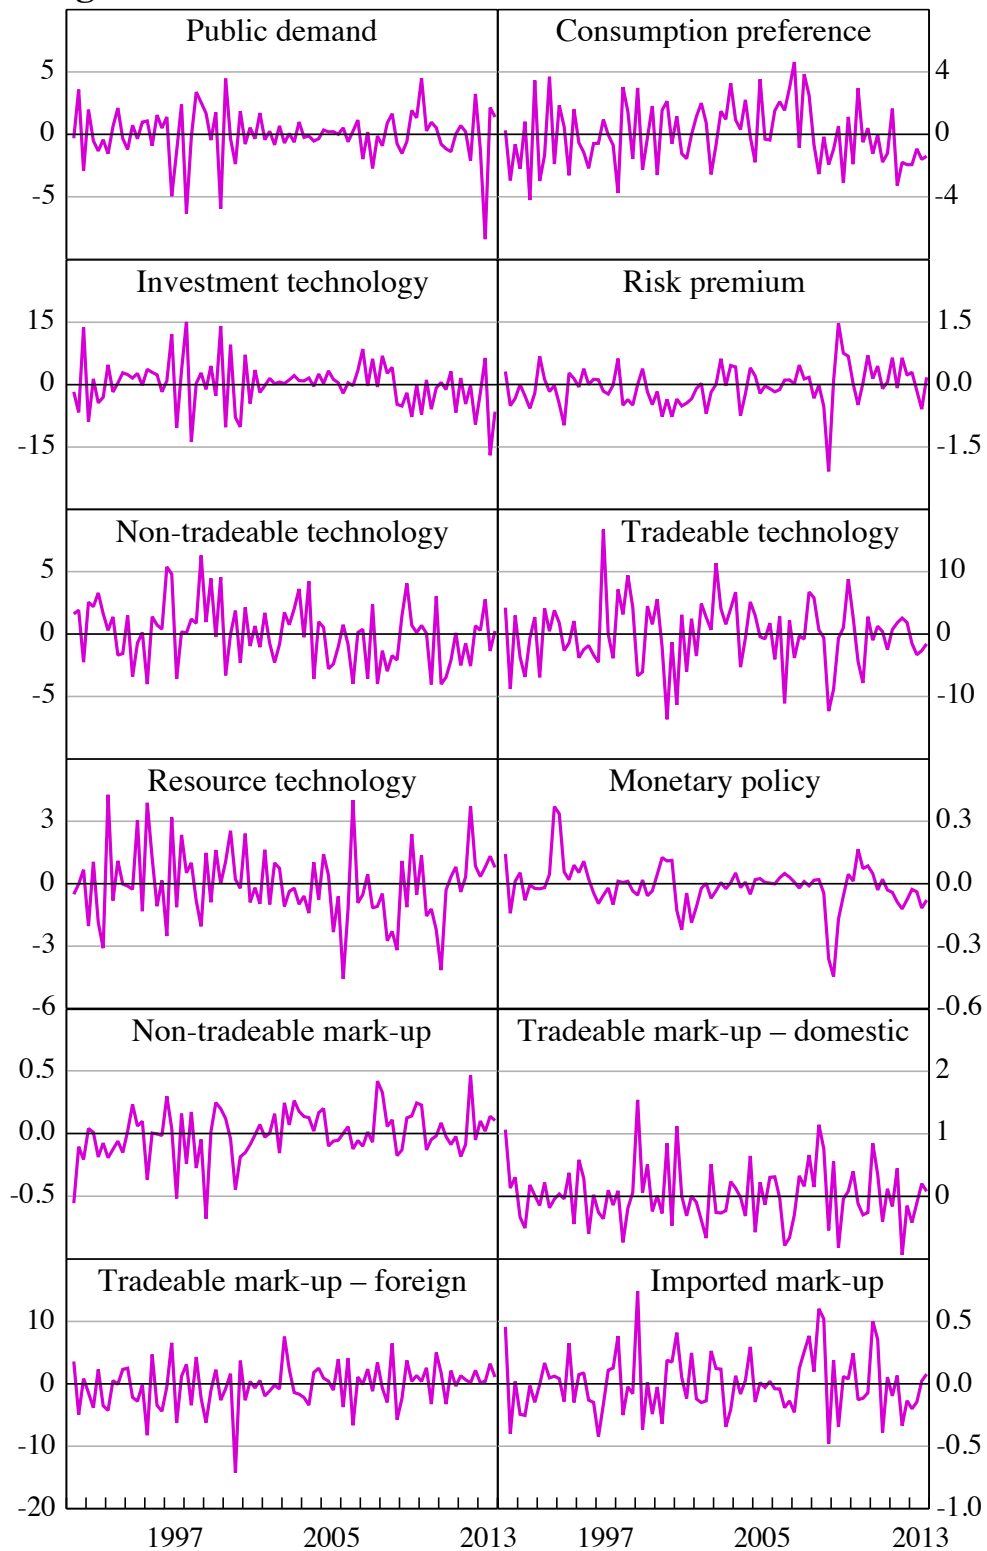 Public demand Consumption preference
5 4
0 0
-5 -4
Investment technology Risk premium
15 1.5
0 0.0
-15 -1.5
Non-tradeable technology Tradeable technology
5 10
0 0
-5 -10
Resource technology Monetary policy
3 0.3
0 0.0
-3 -0.3
-6 -0.6
Non-tradeable mark-up Tradeable mark-up – domestic
0.5 2
0.0 1
-0.5 0
Tradeable mark-up – foreign Imported mark-up
10 0.5
0 0.0
-10 -0.5
-20 -1.0
1997 2005 2013 1997 2005 2013